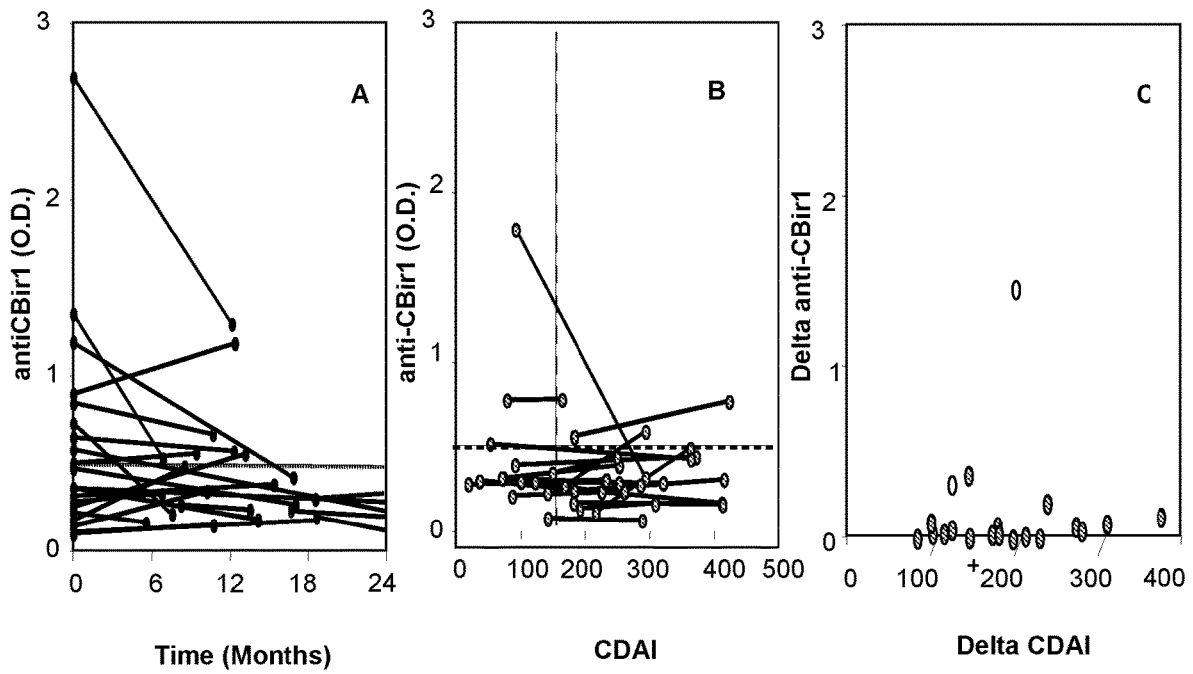 3
2
1
0
antiCBir1 (O.D.)
A
0 6 12 18 24
Time (Months)
3
2
1
0
anti-CBir1 (O.D.)
B
0 100 200 300 400 500
CDAI
3
2
1
0
Delta anti-CBir1
C
0 100 +200 300 400
Delta CDAI